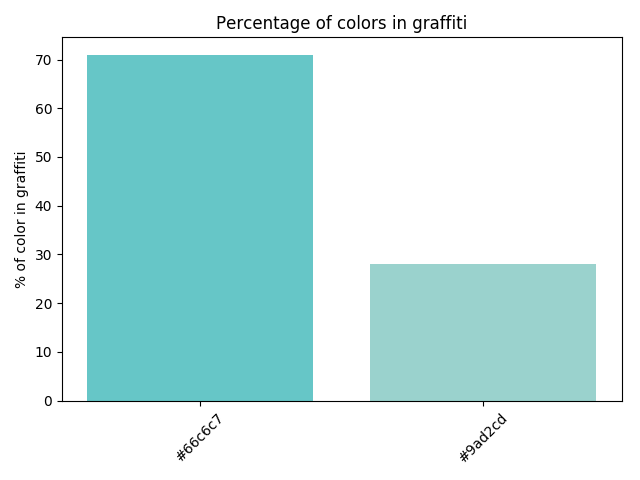 Percentage of colors in graffiti
% of color in graffiti
70
60
50
40
30
20
10
0
#66c6c7
#9ad2cd